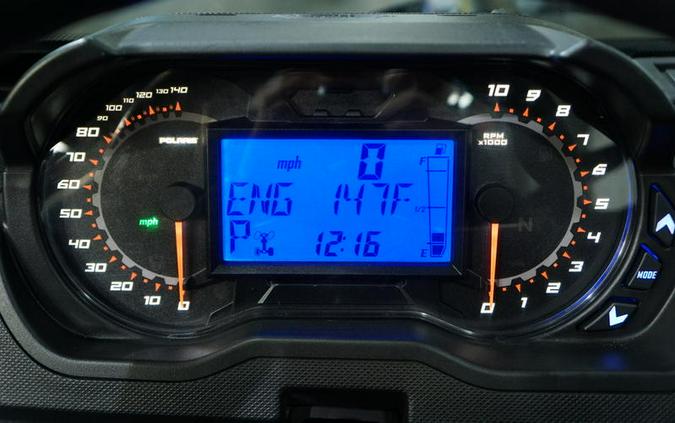 10 20 30 40 50 60 70 80 90 100 110 120 130 140
0
POLARIS
mph
mph 0
ENG 147F
P 12:16
F
1/2
E
RPM
x1000
N
10 9 8 7 6 5 4 3 2 1 0
MODE